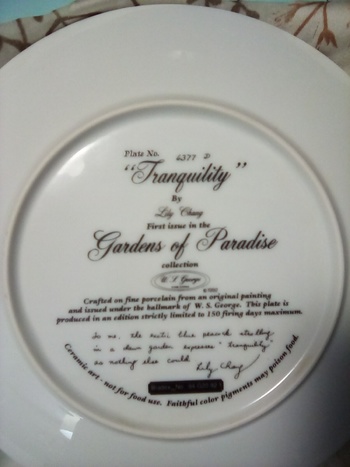 Plate No. 6377 D
"Tranquility"
By
Lily Chang
First issue in the
Gardens of Paradise
collection
W. S. George
Crafted on fine porcelain from an original painting
and issued under the hallmark of W. S. George. This plate is
produced in an edition strictly limited to 150 firing days maximum.
To me, the exotic blue peacock strolling
in a garden expresses "tranquility"
as nothing else could.
Lily Chang
Ceramic art - not for food use. Faithful color pigments may poison food.